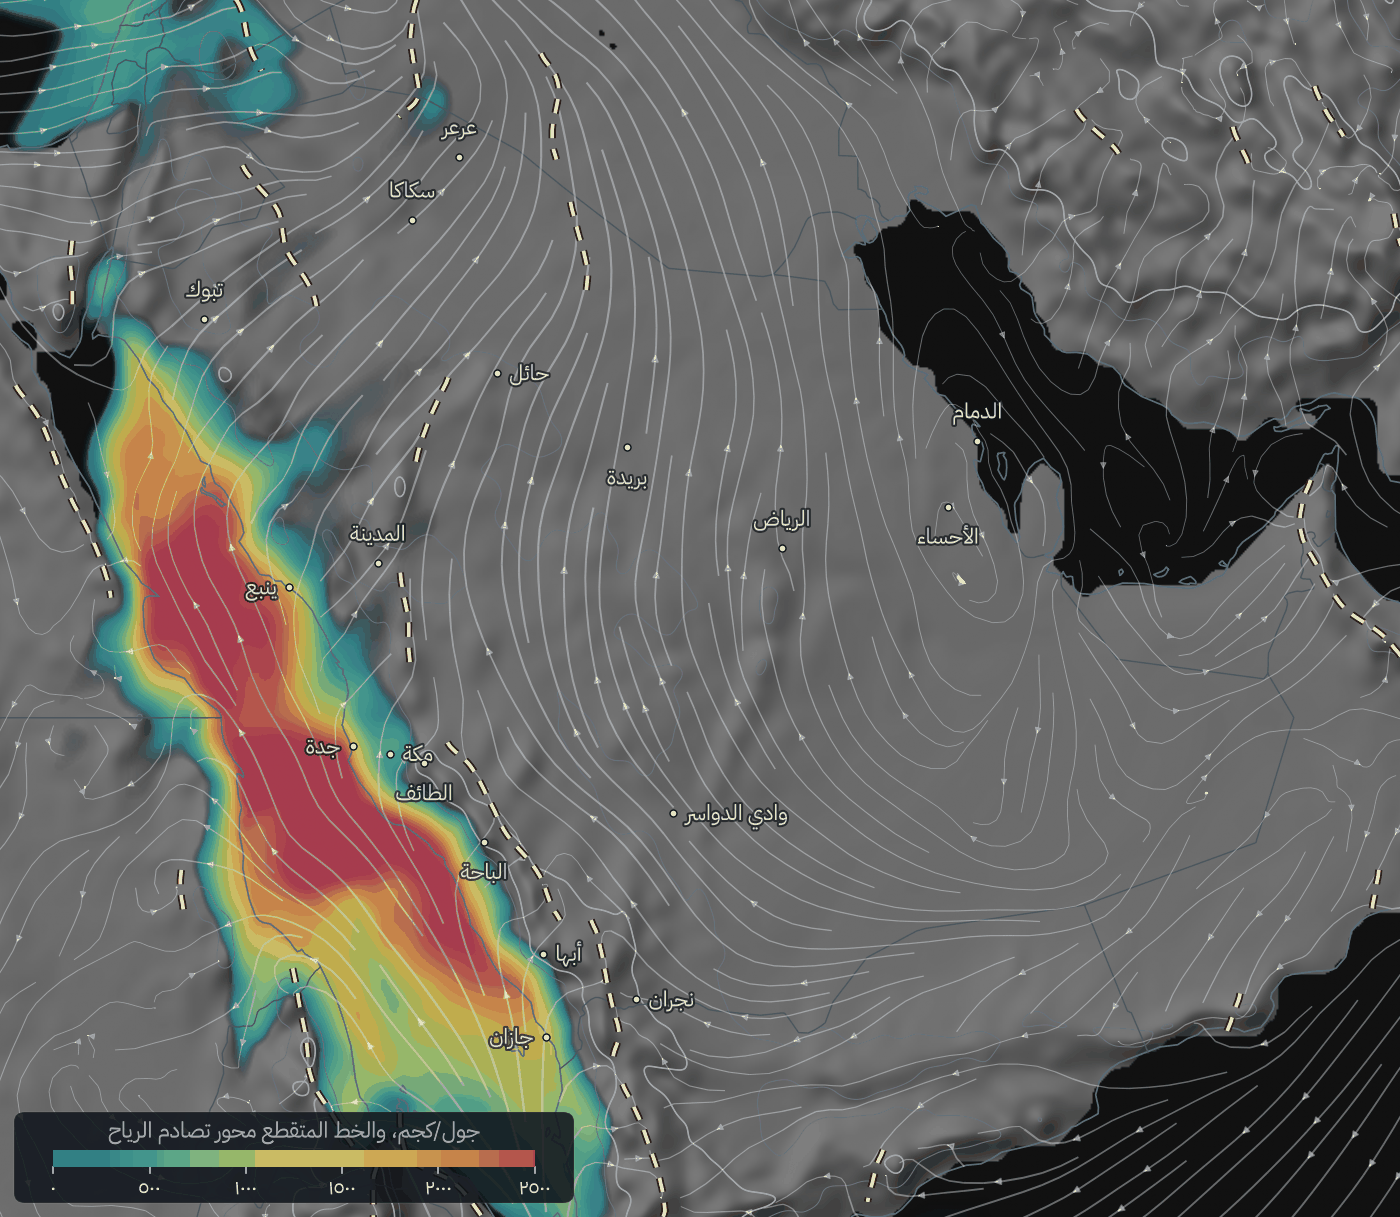 عرعر
سكاكا
تبوك
حائل
الدمام
بريدة
الرياض
الأحساء
المدينة
ينبع
جدة
مكة
الطائف
وادي الدواسر
الباحة
أبها
نجران
جازان
جول/كجم، والخط المتقطع محور تصادم الرياح
٠ ٥٠٠ ١٠٠٠ ١٥٠٠ ٢٠٠٠ ٢٥٠٠